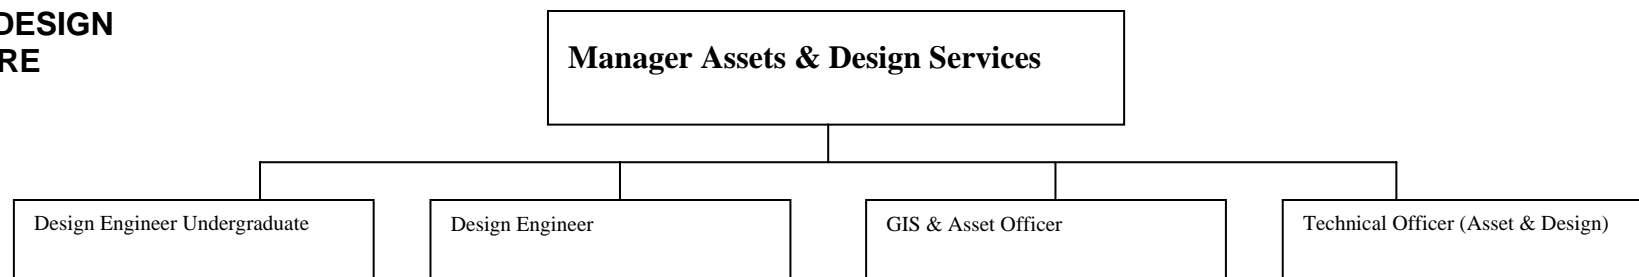 DESIGN
RE
Manager Assets & Design Services
Design Engineer Undergraduate
Design Engineer
GIS & Asset Officer
Technical Officer (Asset & Design)